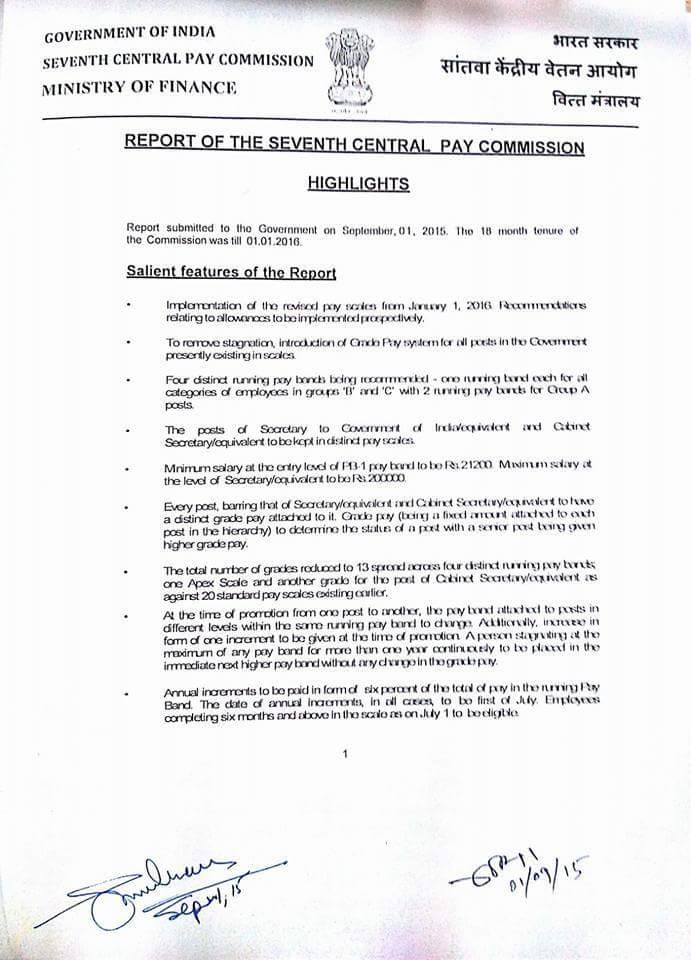 GOVERNMENT OF INDIA
SEVENTH CENTRAL PAY COMMISSION
MINISTRY OF FINANCE
भारत सरकार
सांतवा केंद्रीय वेतन आयोग
वित्त मंत्रालय
REPORT OF THE SEVENTH CENTRAL PAY COMMISSION
HIGHLIGHTS
Report submitted to the Government on September, 01, 2015. The 18 month tenure of
the Commission was till 01.01.2016.
Salient features of the Report
• Implementation of the revised pay scales from January 1, 2016. Recommendations
relating to allowances to be implemented prospectively.
• To remove stagnation, introduction of Grade Pay system for all posts in the Government
presently existing in scales.
• Four distinct running pay bands being recommended - one running band each for all
categories of employees in groups 'B' and 'C' with 2 running pay bands for Group A
posts.
• The posts of Secretary to Government of India/equivalent and Cabinet
Secretary/equivalent to be kept in distinct pay scales.
• Minimum salary at the entry level of PB-1 pay band to be Rs.21200. Maximum salary at
the level of Secretary/equivalent to be Rs.200000.
• Every post, barring that of Secretary/equivalent and Cabinet Secretary/equivalent to have
a distinct grade pay attached to it. Grade pay (being a fixed amount attached to each
post in the hierarchy) to determine the status of a post with a senior post being given
higher grade pay.
• The total number of grades reduced to 13 spread across four distinct running pay bands;
one Apex Scale and another grade for the post of Cabinet Secretary/equivalent as
against 20 standard pay scales existing earlier.
• At the time of promotion from one post to another, the pay band attached to posts in
different levels within the same running pay band to change. Additionally, increase in
form of one increment to be given at the time of promotion. A person stagnating at the
maximum of any pay band for more than one year continuously to be placed in the
immediate next higher pay band without any change in the grade pay.
• Annual increments to be paid in form of six percent of the total of pay in the running Pay
Band. The date of annual increments, in all cases, to be first of July. Employees
completing six months and above in the scale as on July 1 to be eligible.
1
01/09/15